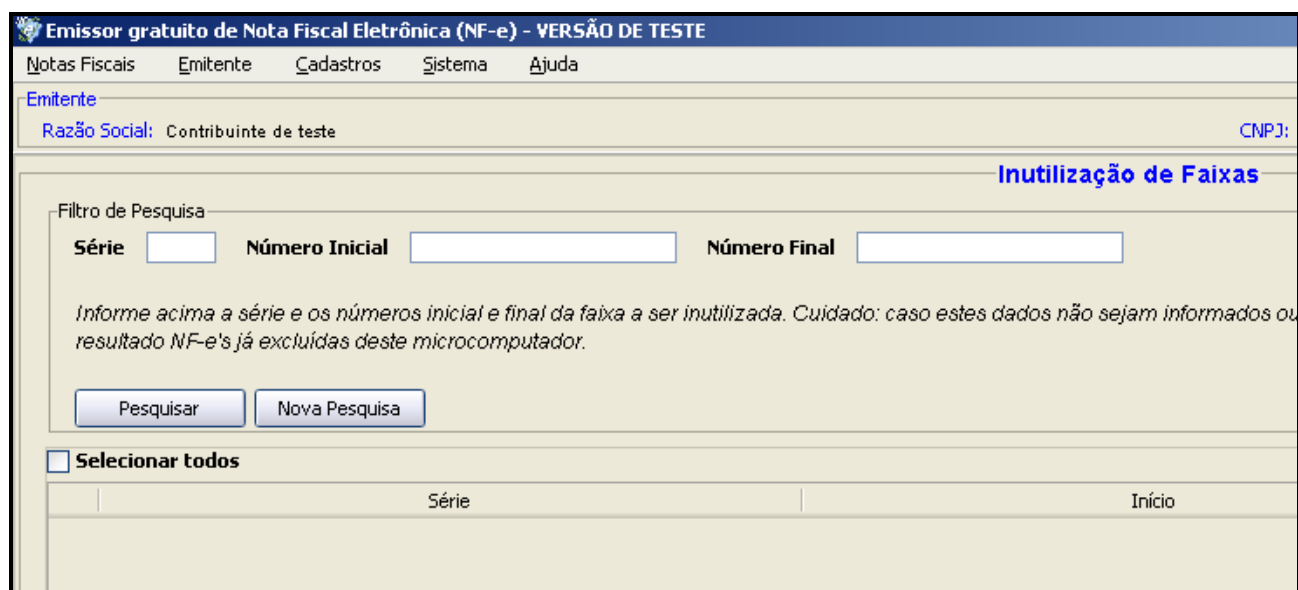 Emissor gratuito de Nota Fiscal Eletrônica (NF-e) - VERSÃO DE TESTE
Notas Fiscais Emitente Cadastros Sistema Ajuda
Emitente
Razão Social: Contribuinte de teste CNPJ:
Inutilização de Faixas
Filtro de Pesquisa
Série Número Inicial Número Final
Informe acima a série e os números inicial e final da faixa a ser inutilizada. Cuidado: caso estes dados não sejam informados ou
resultado NF-e's já excluídas deste microcomputador.
Pesquisar Nova Pesquisa
Selecionar todos
Série Início